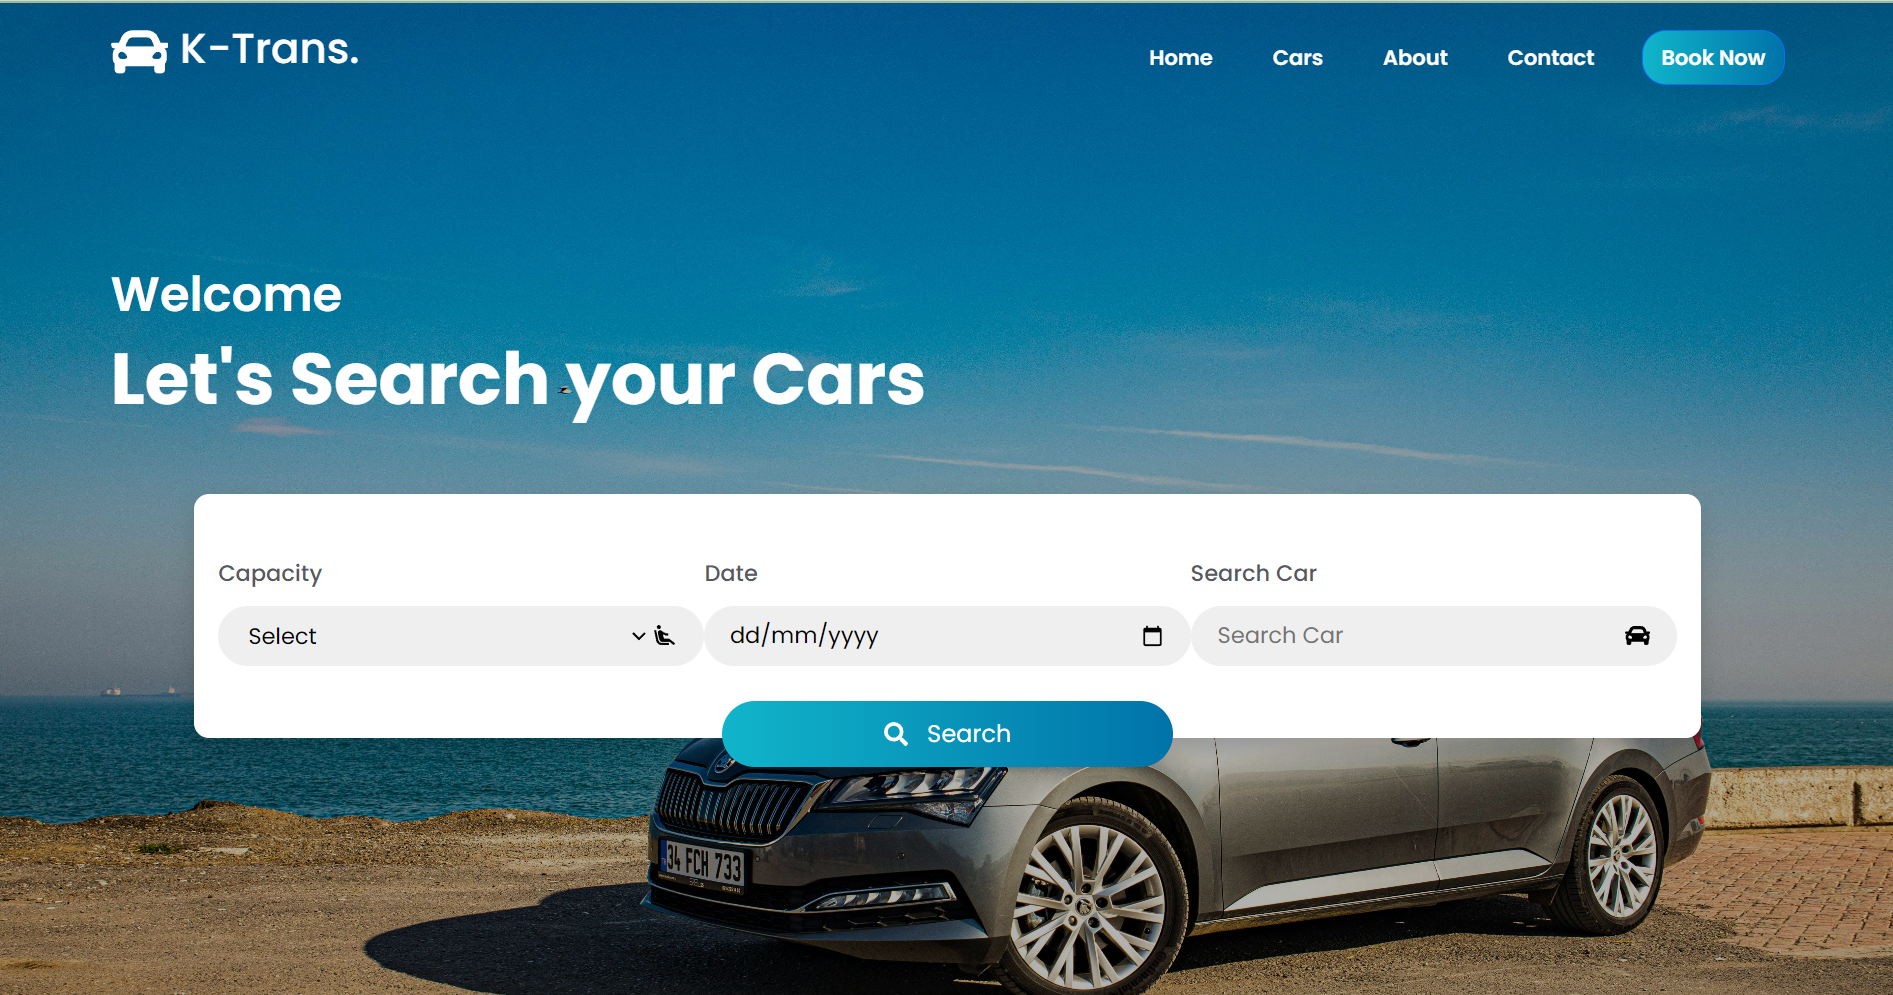 K-Trans.
Home Cars About Contact Book Now
Welcome
Let's Search your Cars
Capacity Date Search Car
Select dd/mm/yyyy Search Car
Search
34 FCH 733